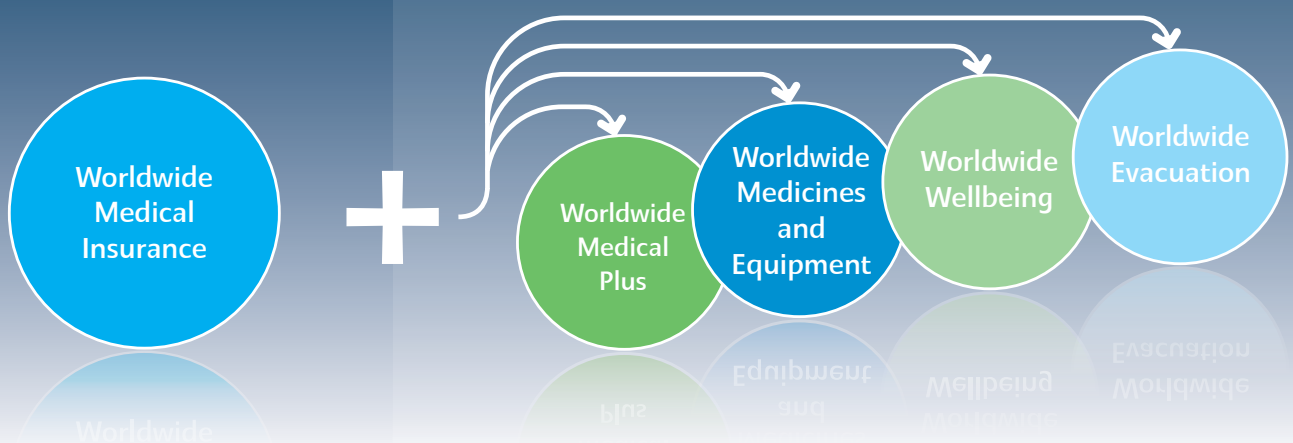 Worldwide
Medical
Insurance
+
Worldwide
Medical
Plus
Worldwide
Medicines
and
Equipment
Worldwide
Wellbeing
Worldwide
Evacuation